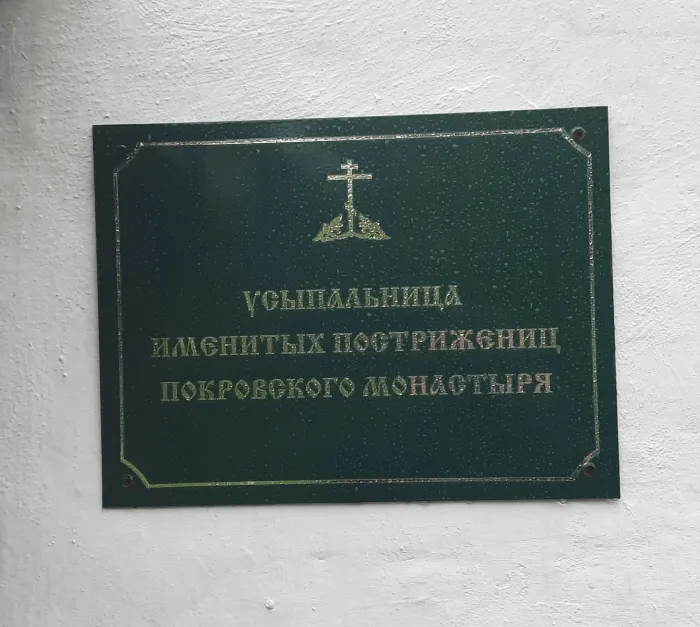 УСЫПАЛЬНИЦА
ИМЕНИТЫХ ПОСТРИЖЕНИЦ
ПОКРОВСКОГО МОНАСТЫРЯ